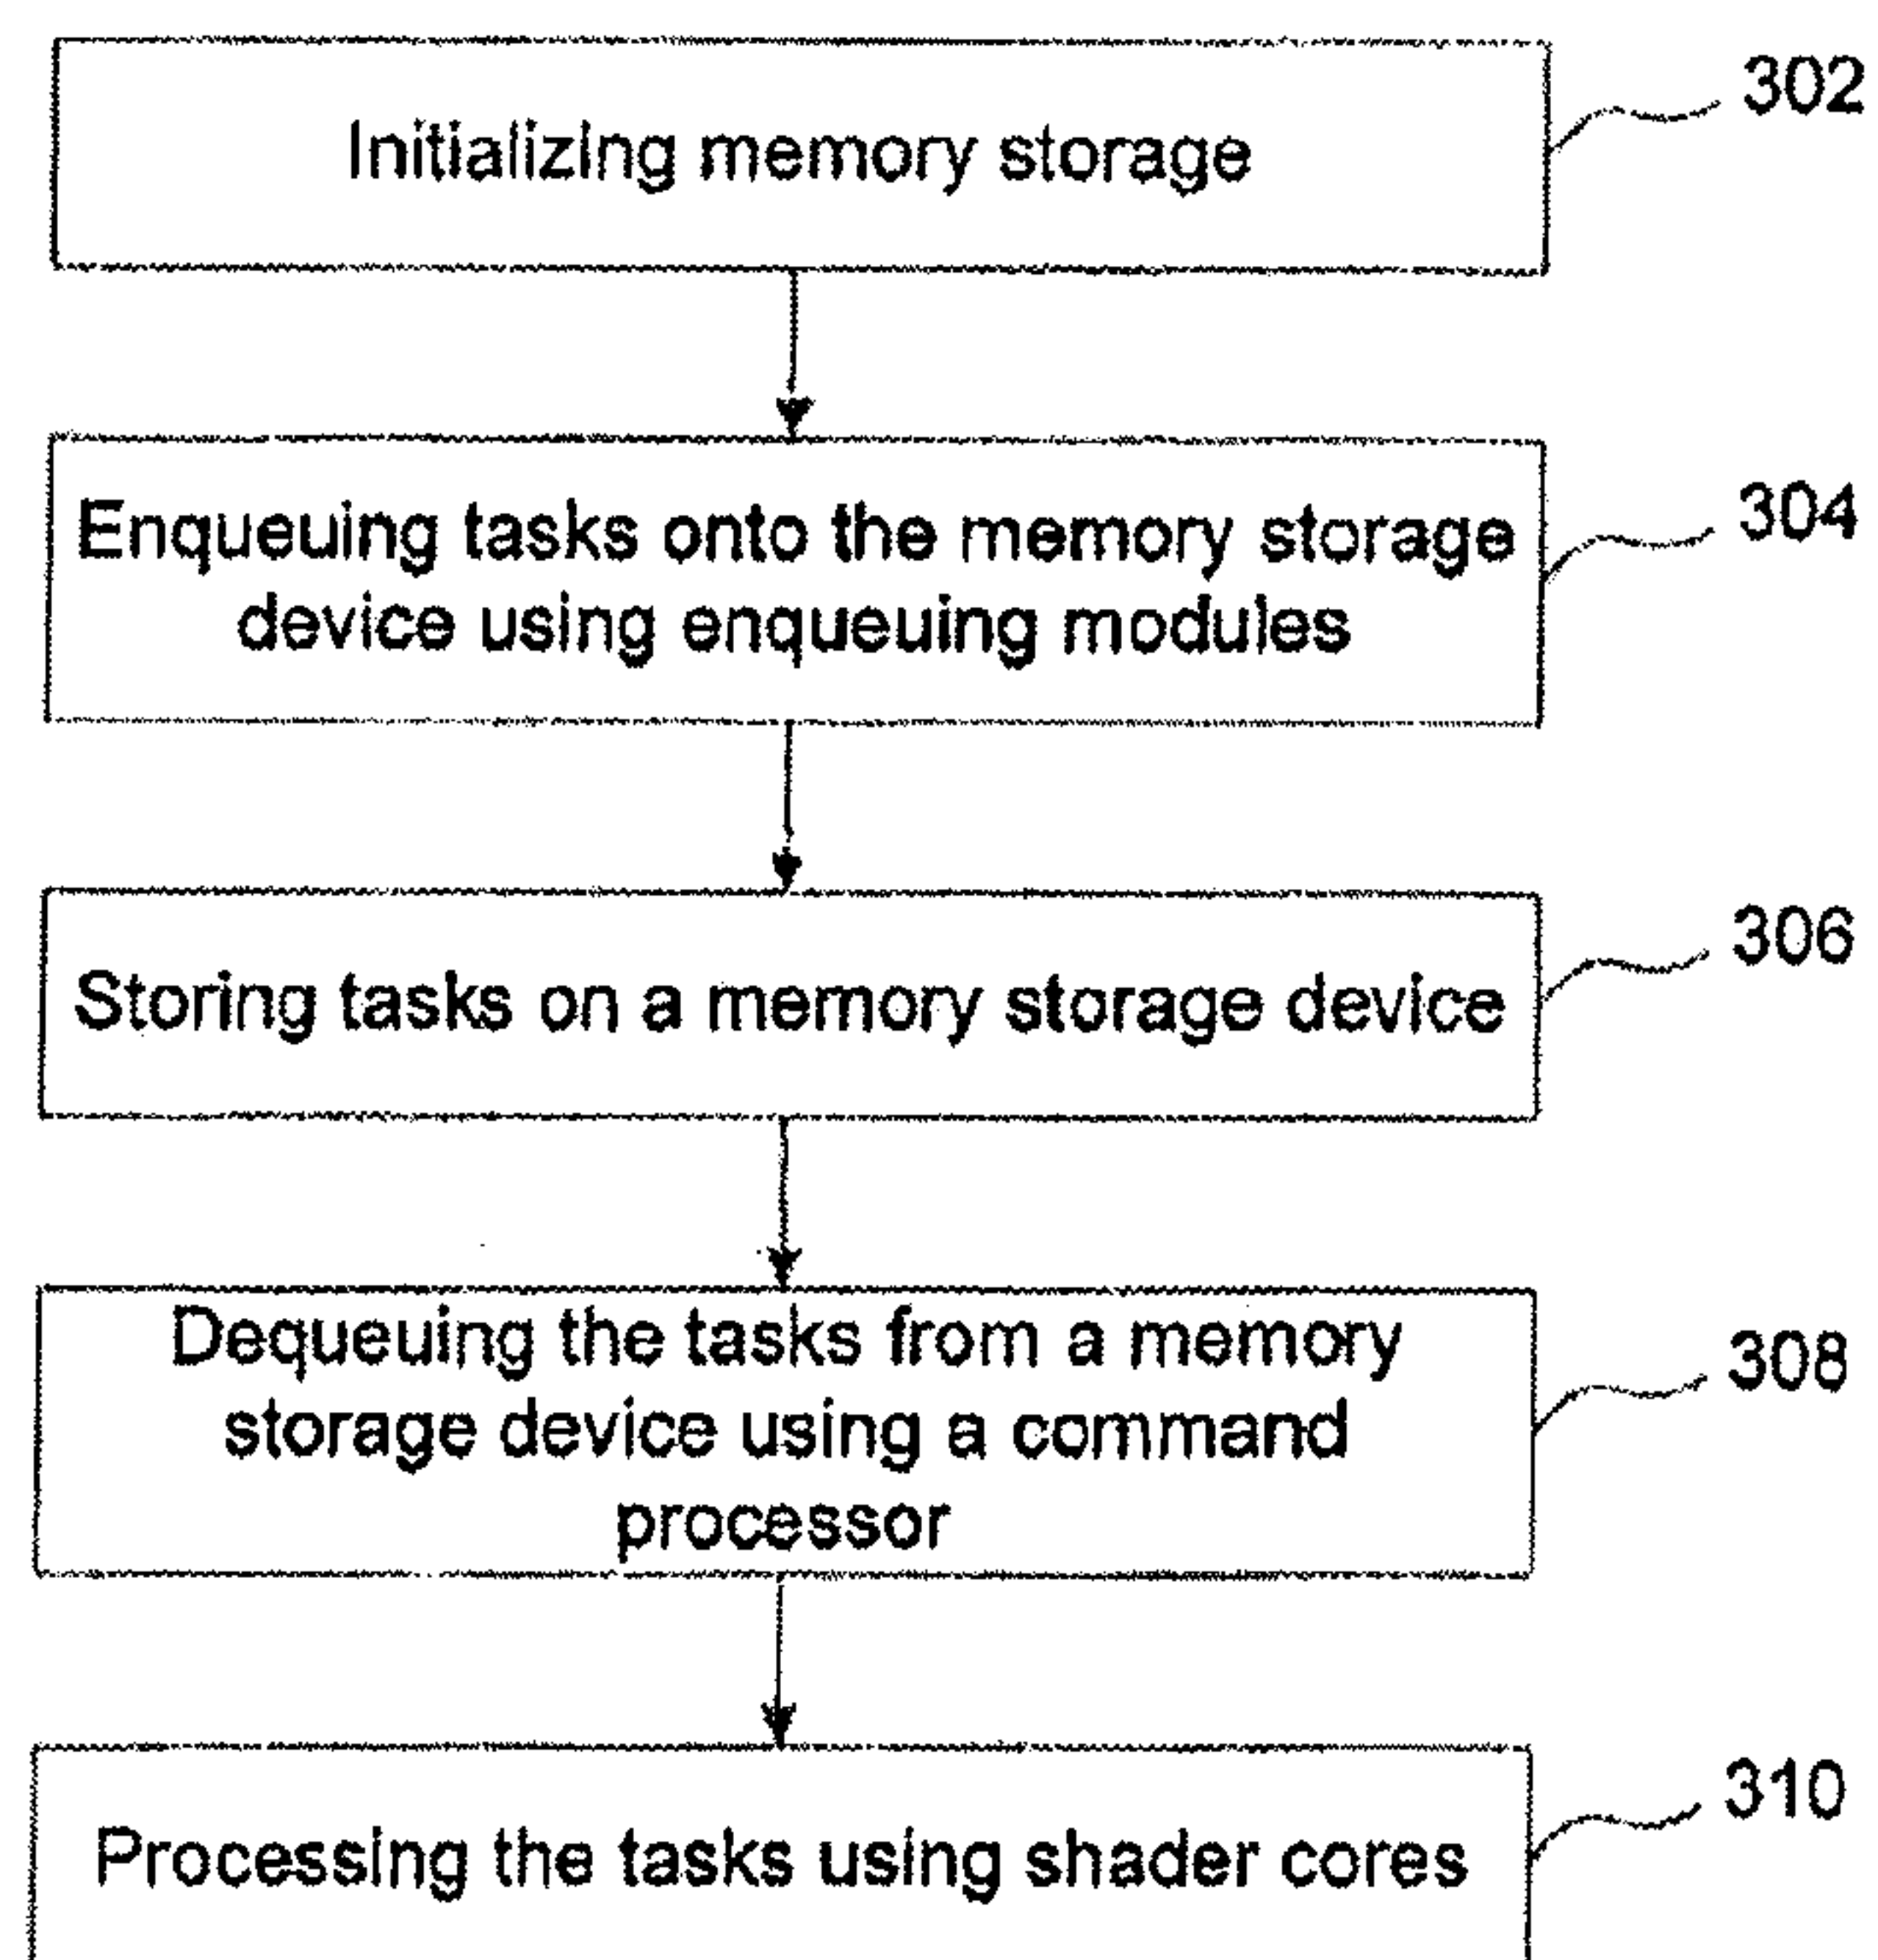 Initializing memory storage
302
Enqueuing tasks onto the memory storage
device using enqueuing modules
304
Storing tasks on a memory storage device
306
Dequeuing the tasks from a memory
storage device using a command
processor
308
Processing the tasks using shader cores
310